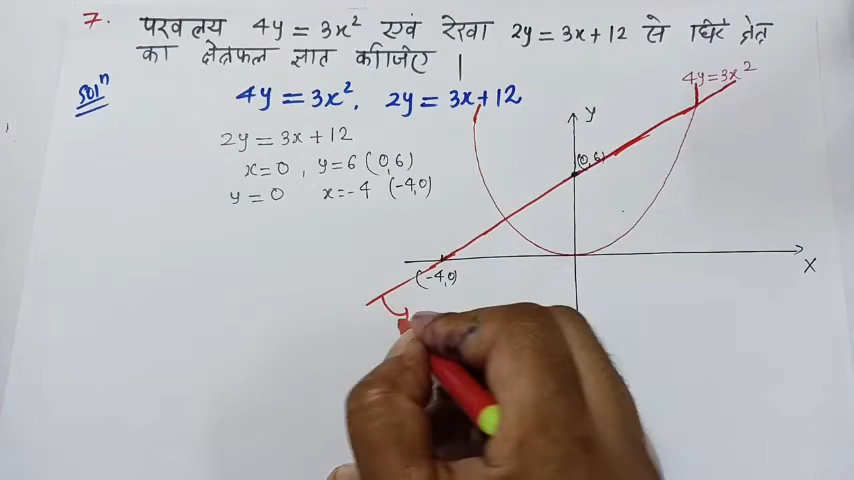 7. परवलय 4y = 3x² एवं रेखा 2y = 3x + 12 से घिरे क्षेत्र
का क्षेत्रफल ज्ञात कीजिए |
Solⁿ 4y = 3x², 2y = 3x + 12
2y = 3x + 12
x = 0, y = 6 (0, 6)
y = 0 x = -4 (-4, 0)
4y = 3x²
y
(0, 6)
(-4, 0)
X